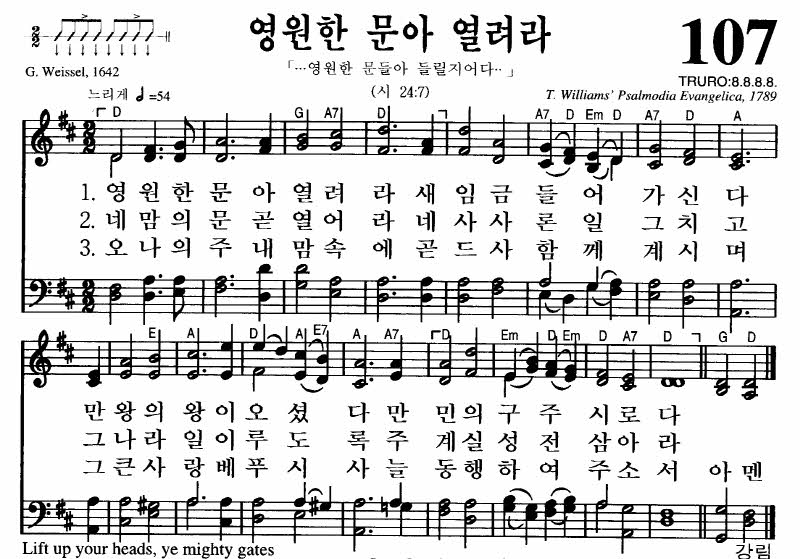 영원한 문아 열려라
107
G. Weissel, 1642
「…영원한 문들아 들릴지어다‥」
TRURO:8.8.8.8.
느리게 =54
(시 24:7)
T. Williams' Psalmodia Evangelica, 1789
2 2
D G A7 D A7 D Em D A7 D A
1. 영 원 한 문 아 열 려 라 새 임 금 들 어 가 신 다
2. 네 맘 의 문 곧 열 어 라 네 사 사 론 일 그 치 고
3. 오 나 의 주 내 맘 속 에 곧 드 사 함 께 계 시 며
E A D A E7 A A7 D Em D Em D A7 D G D
만 왕 의 왕 이 오 셨 다 만 민 의 구 주 시 로 다
그 나 라 일 이 루 도 록 주 계 실 성 전 삼 아 라
그 큰 사 랑 베 푸 시 사 늘 동 행 하 여 주 소 서 아 멘
Lift up your heads, ye mighty gates
강림